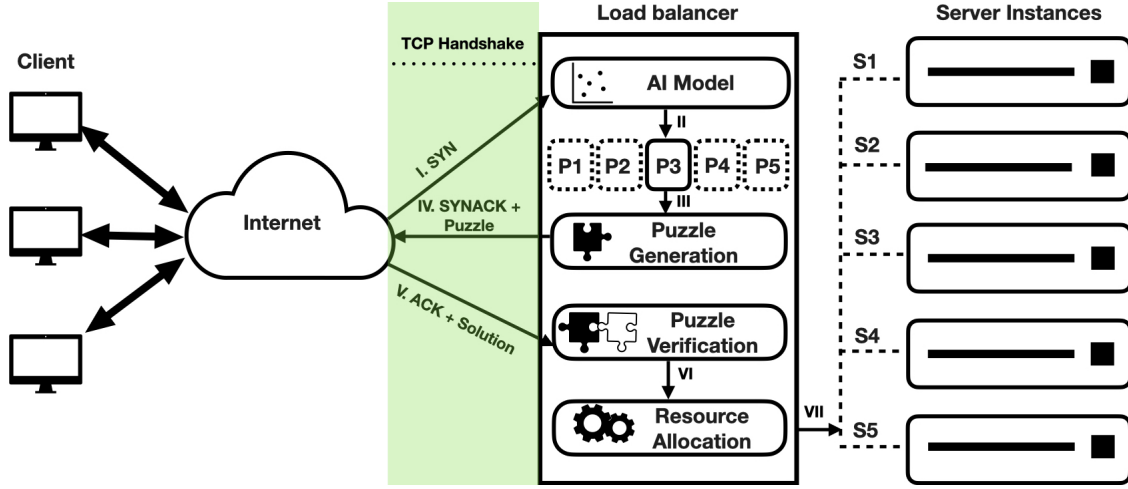 Load balancer
Server Instances
Client
TCP Handshake
AI Model
II
P1 P2 P3 P4 P5
III
I. SYN
Internet
IV. SYNACK +
Puzzle
Puzzle
Generation
V. ACK + Solution
Puzzle
Verification
VI
Resource
Allocation
VII
S1
S2
S3
S4
S5